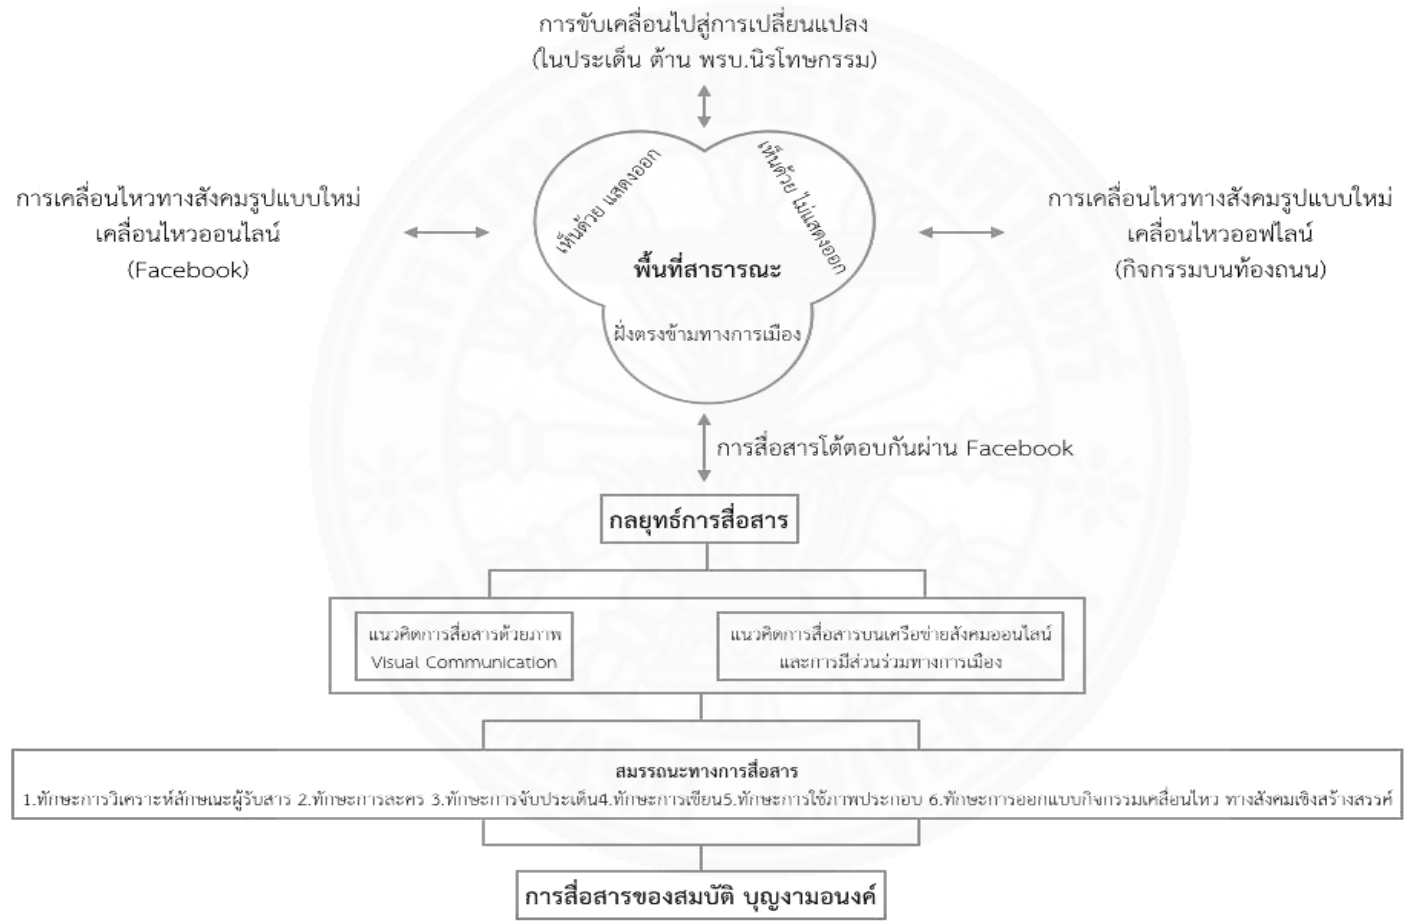 การขับเคลื่อนไปสู่การเปลี่ยนแปลง
(ในประเด็น ต้าน พรบ.นิรโทษกรรม)
เห็นด้วย แสดงออก
เห็นด้วย ไม่แสดงออก
การเคลื่อนไหวทางสังคมรูปแบบใหม่
เคลื่อนไหวออนไลน์
(Facebook)
พื้นที่สาธารณะ
การเคลื่อนไหวทางสังคมรูปแบบใหม่
เคลื่อนไหวออฟไลน์
(กิจกรรมบนท้องถนน)
ฝั่งตรงข้ามทางการเมือง
การสื่อสารโต้ตอบกันผ่าน Facebook
กลยุทธ์การสื่อสาร
แนวคิดการสื่อสารด้วยภาพ
Visual Communication
แนวคิดการสื่อสารบนเครือข่ายสังคมออนไลน์
และการมีส่วนร่วมทางการเมือง
สมรรถนะทางการสื่อสาร
1.ทักษะการวิเคราะห์ลักษณะผู้รับสาร 2.ทักษะการละคร 3.ทักษะการจับประเด็น4.ทักษะการเขียน5.ทักษะการใช้ภาพประกอบ 6.ทักษะการออกแบบกิจกรรมเคลื่อนไหว ทางสังคมเชิงสร้างสรรค์
การสื่อสารของสมบัติ บุญงามอนงค์